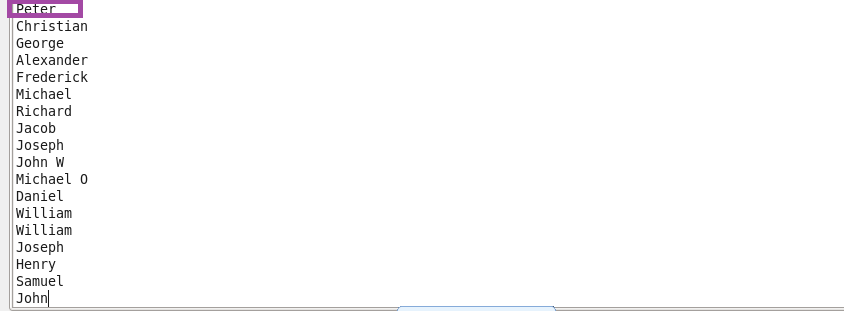 Peter
Christian
George
Alexander
Frederick
Michael
Richard
Jacob
Joseph
John W
Michael O
Daniel
William
William
Joseph
Henry
Samuel
John